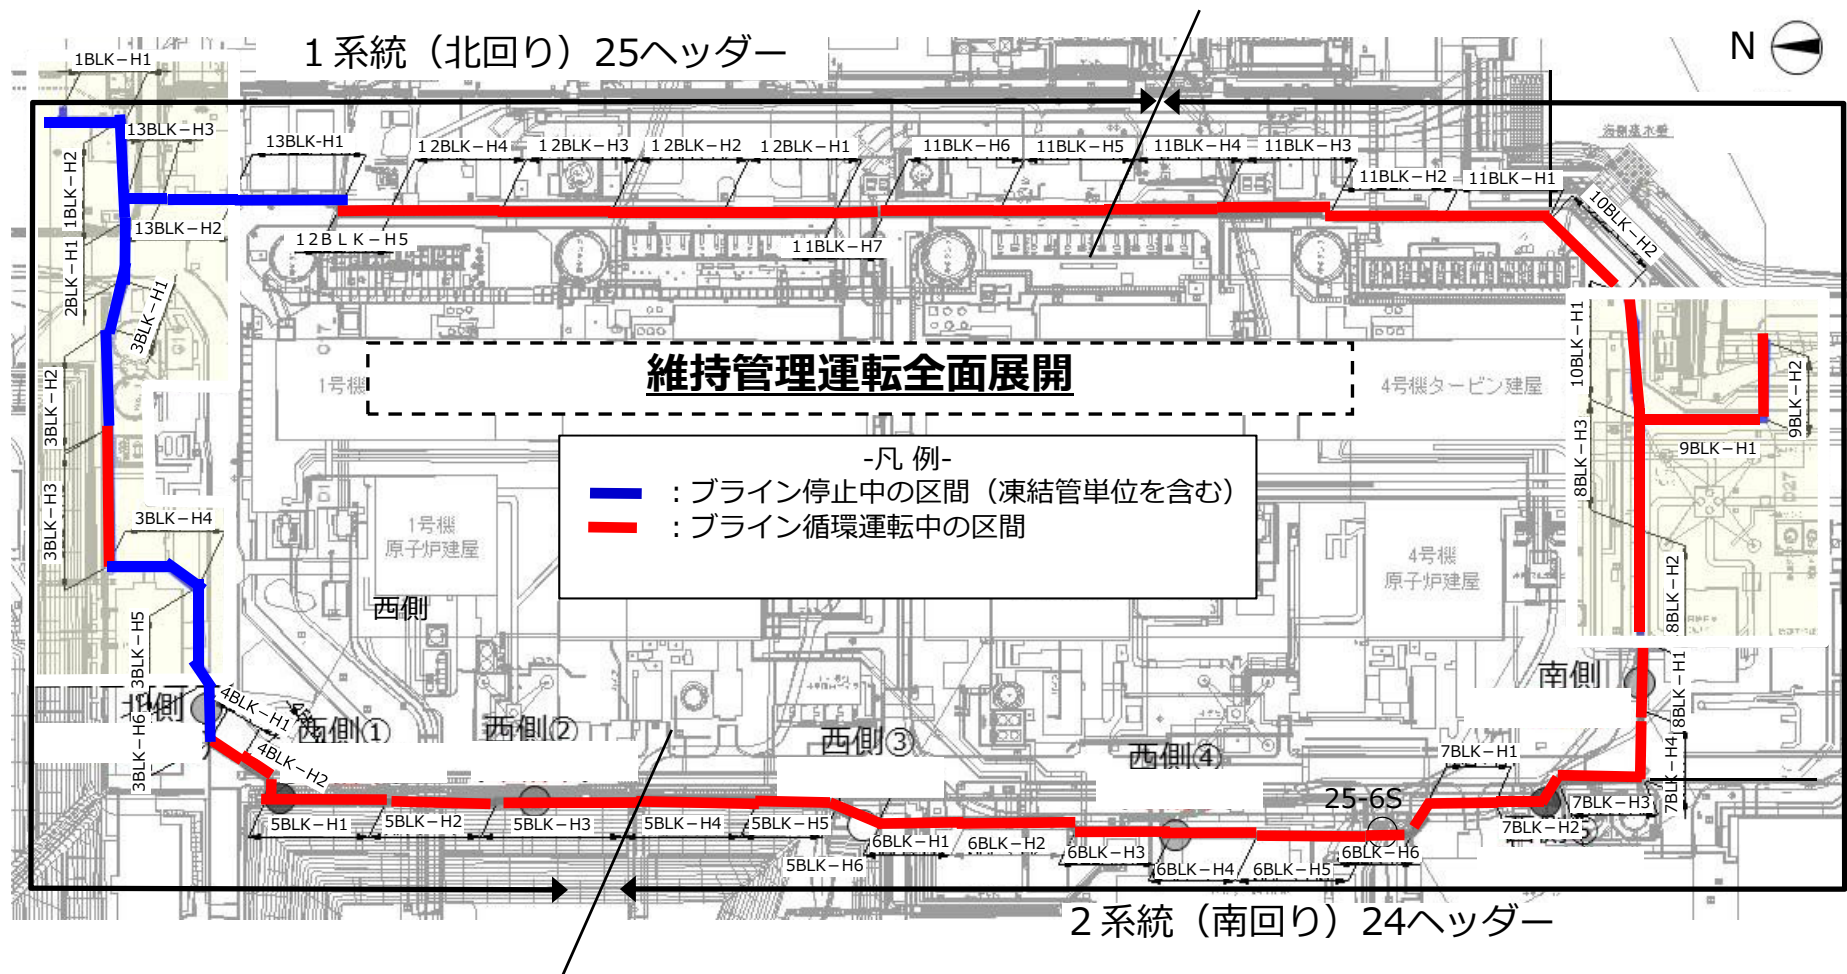 1系統（北回り）25ヘッダー
N
1BLK－H1
13BLK－H3
13BLK-H1
12BLK－H4
12BLK－H3
12BLK－H2
12BLK－H1
11BLK－H6
11BLK－H5
11BLK－H4
11BLK－H3
11BLK－H2
11BLK－H1
海側遮水壁
1BLK－H2
13BLK－H2
12ＢＬＫ－H5
11BLK－H7
10BLK－H2
2BLK－H1
3BLK－H1
10BLK－H1
維持管理運転全面展開
1号機
4号機タービン建屋
3BLK－H2
9BLK－H2
9BLK－H1
8BLK－H3
-凡 例-
：ブライン停止中の区間（凍結管単位を含む）
：ブライン循環運転中の区間
3BLK－H3
3BLK－H4
1号機
原子炉建屋
4号機
原子炉建屋
西側
8BLK－H2
3BLK－H5
8BLK－H1
南側
4BLK－H1
西側①
西側②
西側③
西側④
3BLK－H6
4BLK－H2
7BLK－H1
7BLK－H4
25-6S
7BLK－H3
7BLK－H2
5BLK－H1
5BLK－H2
5BLK－H3
5BLK－H4
5BLK－H5
5BLK－H6
6BLK－H1
6BLK－H2
6BLK－H3
6BLK－H4
6BLK－H5
6BLK－H6
2系統（南回り）24ヘッダー